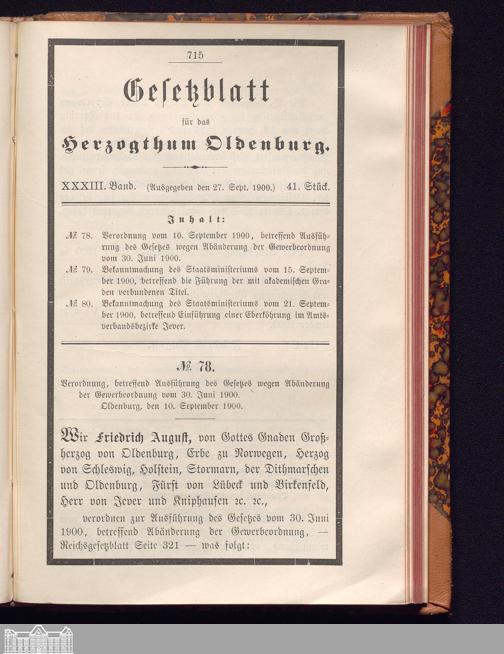 715
Gesetzblatt
für das
Herzogthum Oldenburg.
XXXIII. Band. (Ausgegeben den 27. Sept. 1900.) 41. Stück.
Inhalt:
№ 78. Verordnung vom 10. September 1900, betreffend Ausfüh-
rung des Gesetzes wegen Abänderung der Gewerbeordnung
vom 30. Juni 1900.
№ 79. Bekanntmachung des Staatsministeriums vom 15. Septem-
ber 1900, betreffend die Führung der mit akademischen Gra-
den verbundenen Titel.
№ 80. Bekanntmachung des Staatsministeriums vom 21. Septem-
ber 1900, betreffend Einführung einer Eberköhrung im Amts-
verbandsbezirke Jever.
№ 78.
Verordnung, betreffend Ausführung des Gesetzes wegen Abänderung
der Gewerbeordnung vom 30. Juni 1900.
Oldenburg, den 10. September 1900.
Wir Friedrich August, von Gottes Gnaden Groß-
herzog von Oldenburg, Erbe zu Norwegen, Herzog
von Schleswig, Holstein, Stormarn, der Dithmarschen
und Oldenburg, Fürst von Lübeck und Birkenfeld,
Herr von Jever und Kniphausen ꝛc. ꝛc.,
verordnen zur Ausführung des Gesetzes vom 30. Juni
1900, betreffend Abänderung der Gewerbeordnung, —
Reichsgesetzblatt Seite 321 — was folgt: